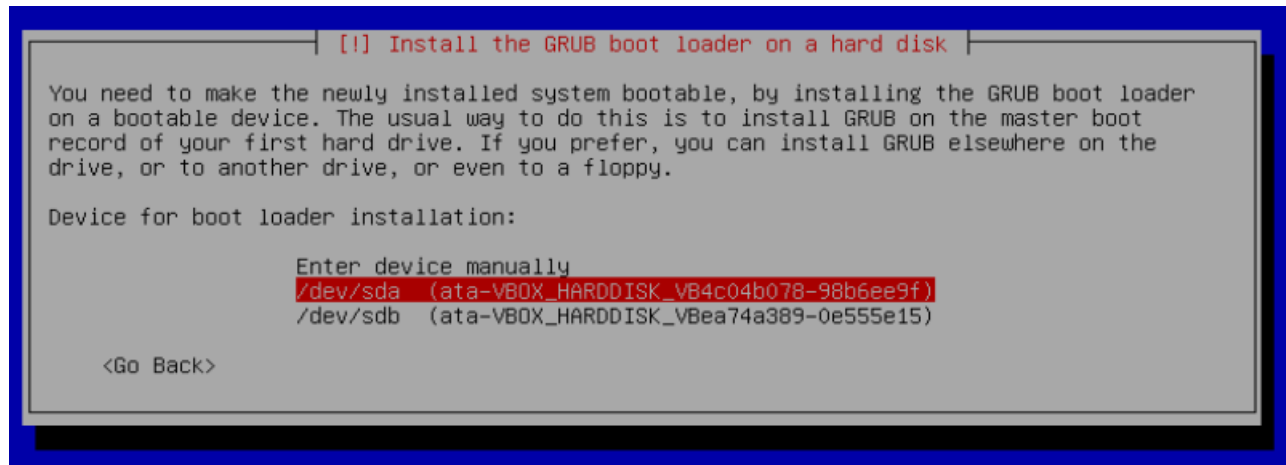 [!] Install the GRUB boot loader on a hard disk
You need to make the newly installed system bootable, by installing the GRUB boot loader
on a bootable device. The usual way to do this is to install GRUB on the master boot
record of your first hard drive. If you prefer, you can install GRUB elsewhere on the
drive, or to another drive, or even to a floppy.
Device for boot loader installation:
Enter device manually
/dev/sda (ata-VBOX_HARDDISK_VB4c04b078-98b6ee9f)
/dev/sdb (ata-VBOX_HARDDISK_VBea74a389-0e555e15)
<Go Back>